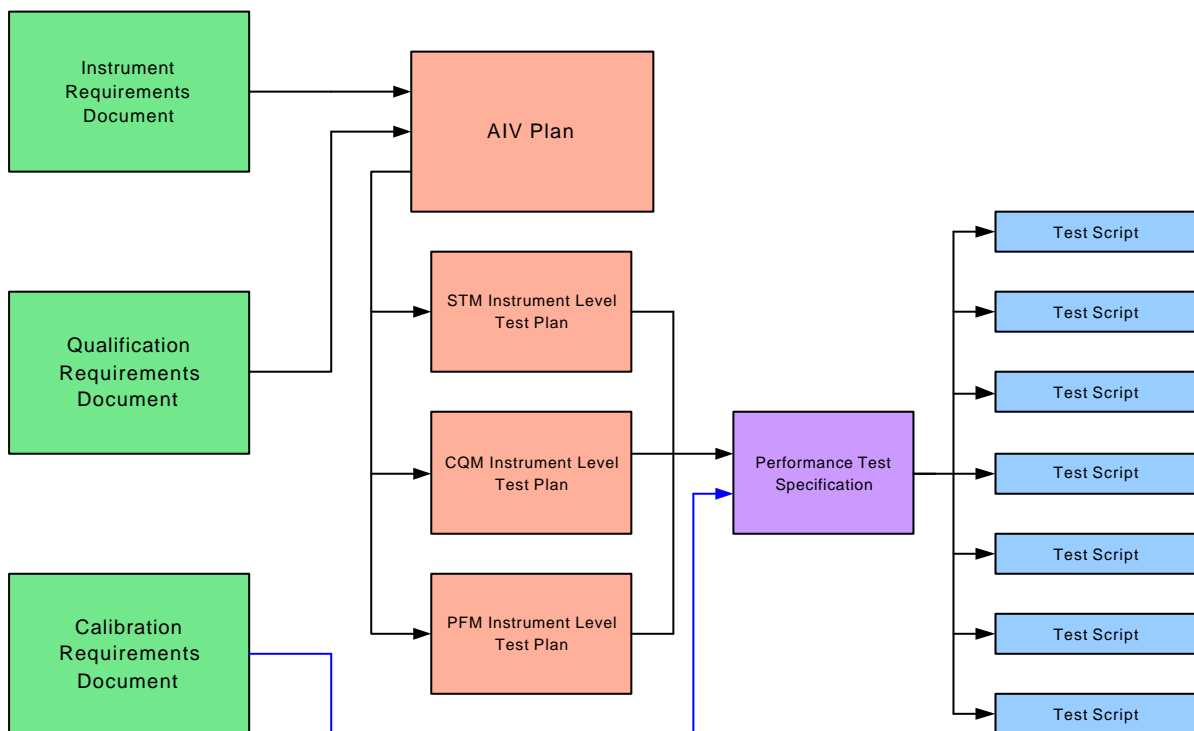 Instrument
Requirements
Document
AIV Plan
Test Script
STM Instrument Level
Test Plan
Test Script
Qualification
Requirements
Document
Test Script
CQM Instrument Level
Test Plan
Performance Test
Specification
Test Script
Test Script
Calibration
Requirements
Document
PFM Instrument Level
Test Plan
Test Script
Test Script